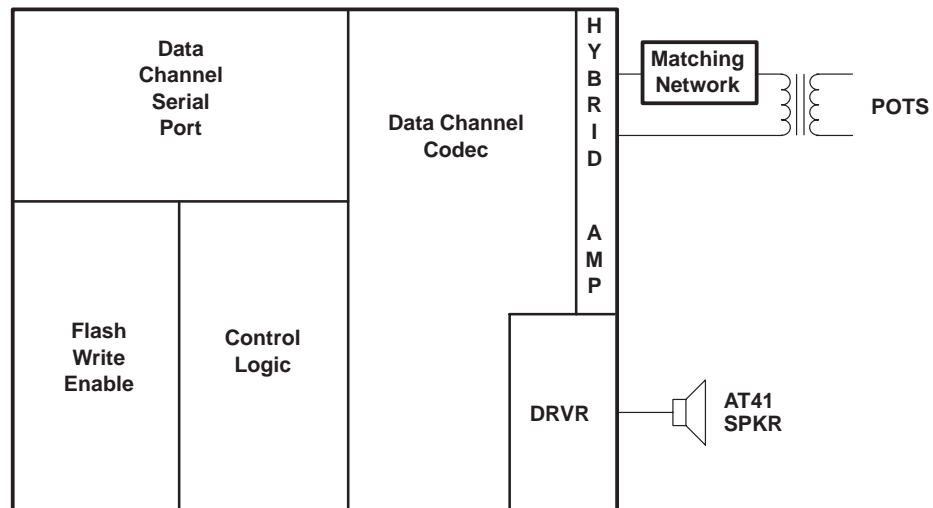 Data
Channel
Serial
Port
Data Channel
Codec
H
Y
B
R
I
D
A
M
P
Matching
Network
POTS
Flash
Write
Enable
Control
Logic
DRVR
AT41
SPKR